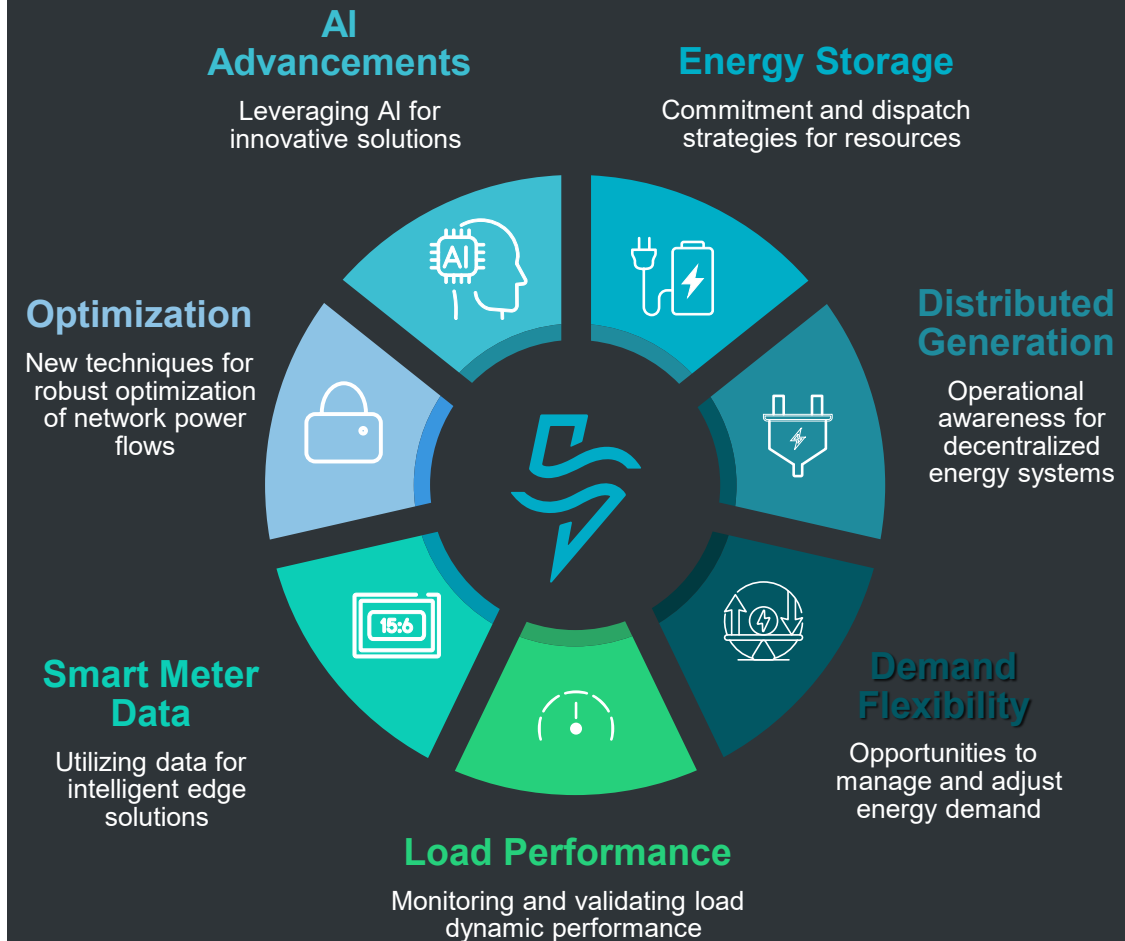 AI
Advancements
Leveraging AI for
innovative solutions
Energy Storage
Commitment and dispatch
strategies for resources
AI
Optimization
New techniques for
robust optimization
of network power
flows
Distributed
Generation
Operational
awareness for
decentralized
energy systems
15:6
Smart Meter
Data
Utilizing data for
intelligent edge
solutions
Demand
Flexibility
Opportunities to
manage and adjust
energy demand
Load Performance
Monitoring and validating load
dynamic performance